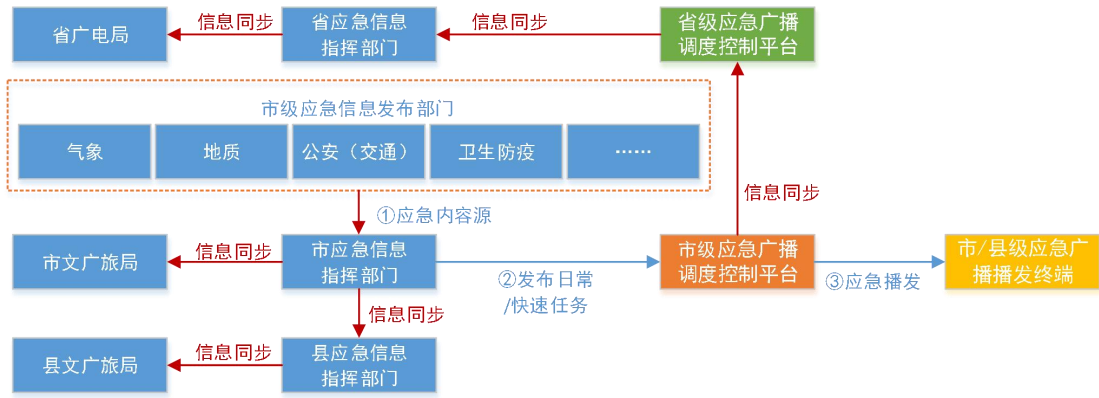 信息同步
信息同步
省广电局
省应急信息
指挥部门
省级应急广播
调度控制平台
市级应急信息发布部门
气象
地质
公安（交通）
卫生防疫
……
信息同步
①应急内容源
市文广旅局
信息同步
市应急信息
指挥部门
②发布日常
/快速任务
市级应急广播
调度控制平台
③应急播发
市/县级应急广
播播发终端
信息同步
县文广旅局
信息同步
县应急信息
指挥部门